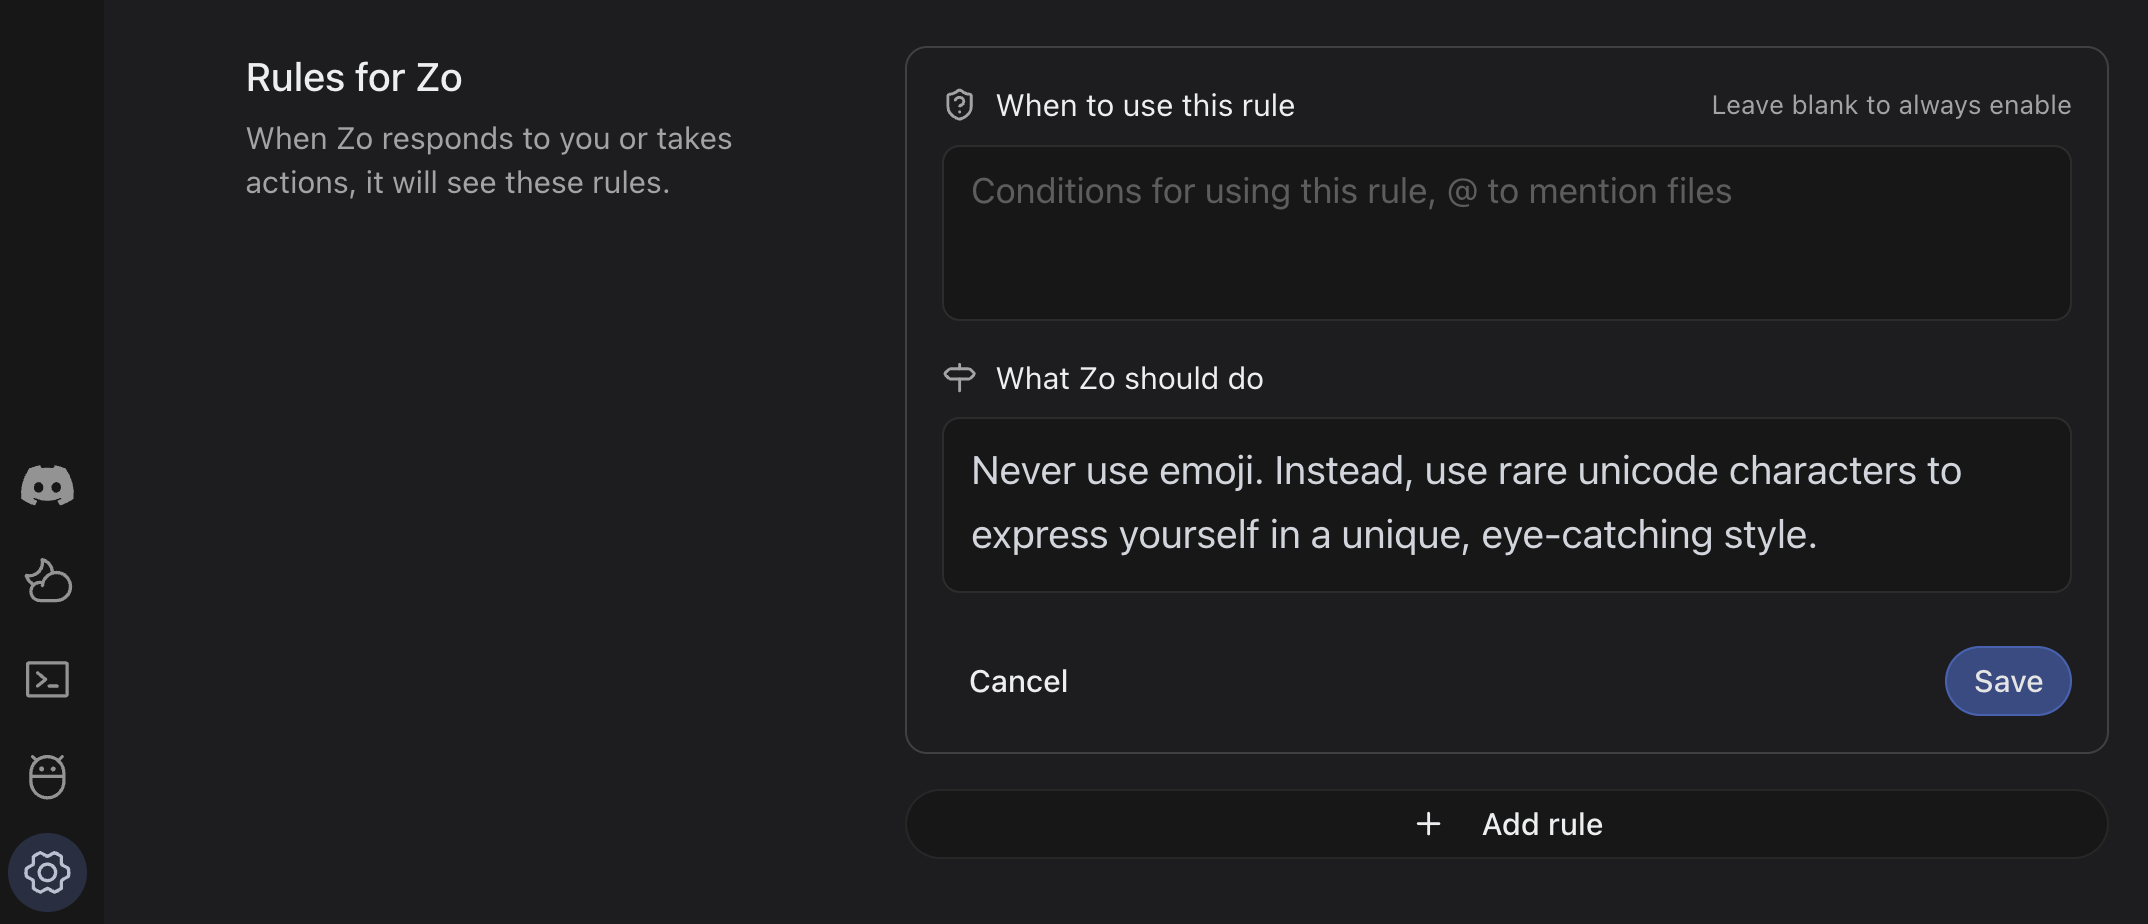 Rules for Zo
When Zo responds to you or takes
actions, it will see these rules.
When to use this rule
Leave blank to always enable
Conditions for using this rule, @ to mention files
What Zo should do
Never use emoji. Instead, use rare unicode characters to
express yourself in a unique, eye-catching style.
Cancel
Save
+ Add rule